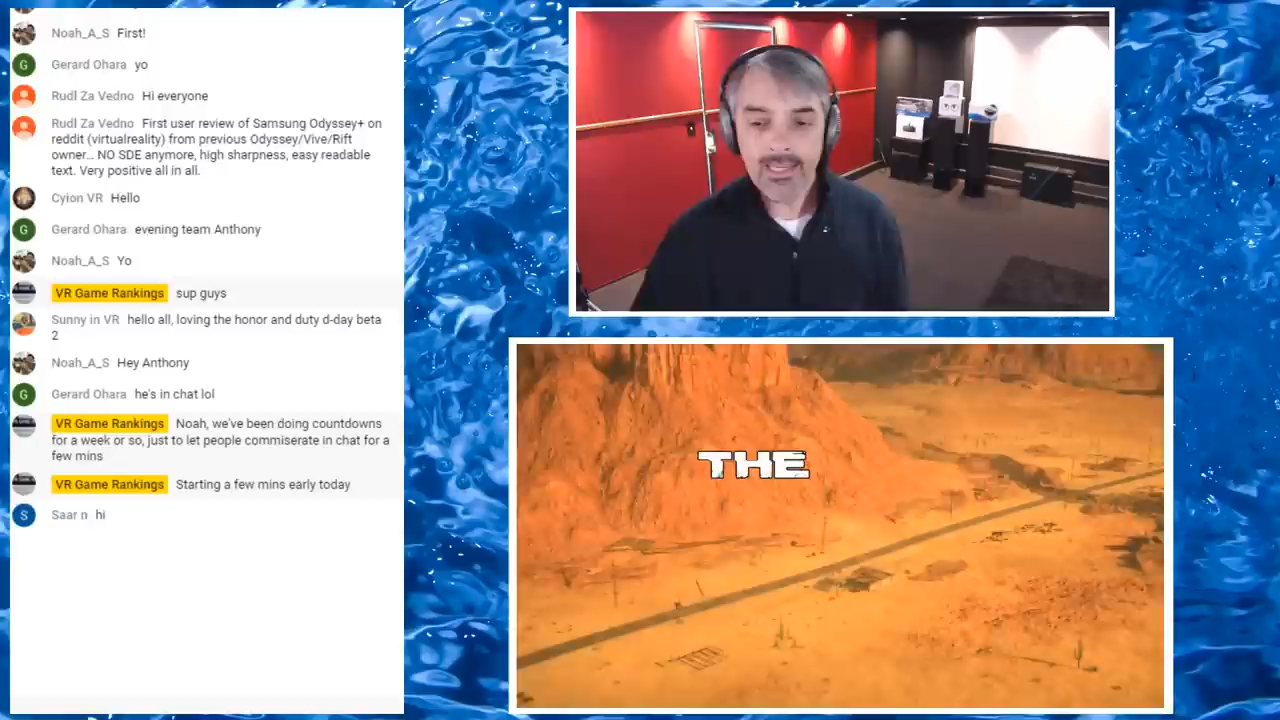 Noah_A_S First!
Gerard Ohara yo
Rudl Za Vedno Hi everyone
Rudl Za Vedno First user review of Samsung Odyssey+ on
reddit (virtualreality) from previous Odyssey/Vive/Rift
owner... NO SDE anymore, high sharpness, easy readable
text. Very positive all in all.
Cyion VR Hello
G Gerard Ohara evening team Anthony
Noah_A_S Yo
VR Game Rankings sup guys
Sunny in VR hello all, loving the honor and duty d-day beta
2
Noah_A_S Hey Anthony
G Gerard Ohara he's in chat lol
VR Game Rankings Noah, we've been doing countdowns
for a week or so, just to let people commiserate in chat for a
few mins
VR Game Rankings Starting a few mins early today
S Saar n hi
THE